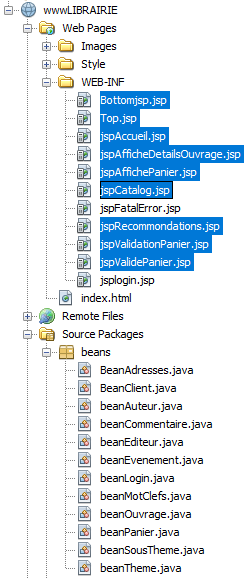 wwwLIBRAIRIE
Web Pages
Images
Style
WEB-INF
Bottomjsp.jsp
Top.jsp
jspAccueil.jsp
jspAfficheDetailsOuvrage.jsp
jspAffichePanier.jsp
jspCatalog.jsp
jspFatalError.jsp
jspRecommondations.jsp
jspValidationPanier.jsp
jspValidePanier.jsp
jsplogin.jsp
index.html
Remote Files
Source Packages
beans
BeanAdresses.java
BeanClient.java
beanAuteur.java
beanCommentaire.java
beanEditeur.java
beanEvenement.java
beanLogin.java
beanMotClefs.java
beanOuvrage.java
beanPanier.java
beanSousTheme.java
beanTheme.java